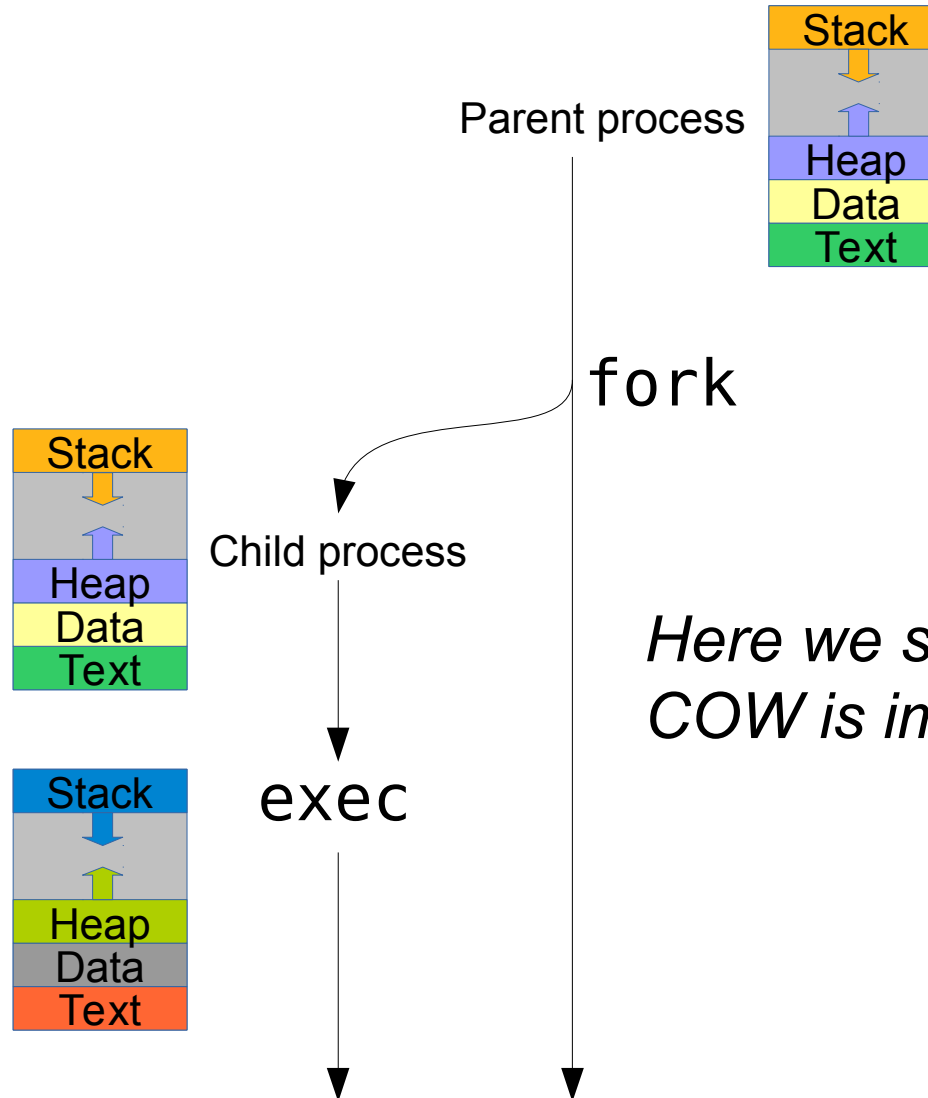 Stack
Parent process
Heap
Data
Text
fork
Stack
Child process
Heap
Data
Text
Here we s
COW is in
Stack
exec
Heap
Data
Text